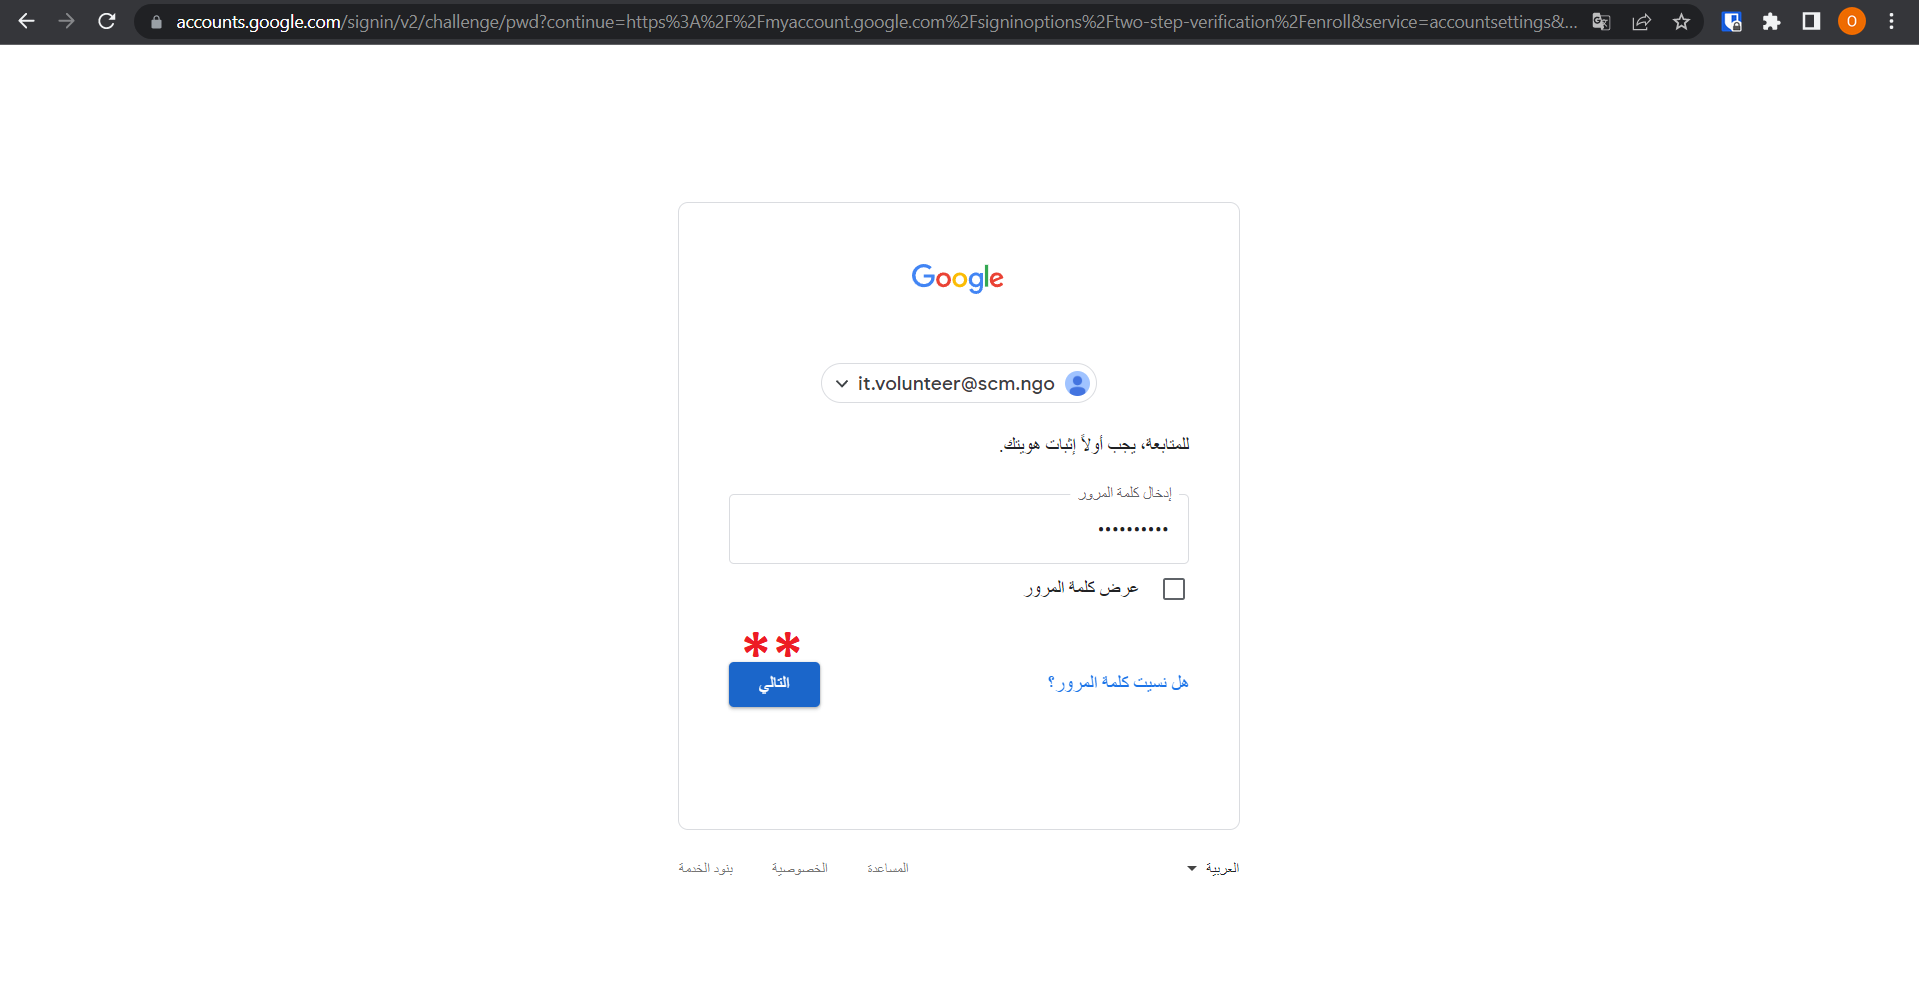 accounts.google.com/signin/v2/challenge/pwd?continue=https%3A%2F%2Fmyaccount.google.com%2Fsigninoptions%2Ftwo-step-verification%2Fenroll&service=accountsettings&...
O
Google
it.volunteer@scm.ngo
للمتابعة، يجب أولاً إثبات هويتك.
إدخال كلمة المرور
••••••••••
عرض كلمة المرور
**
هل نسيت كلمة المرور؟
التالي
العربية
المساعدة
الخصوصية
بنود الخدمة